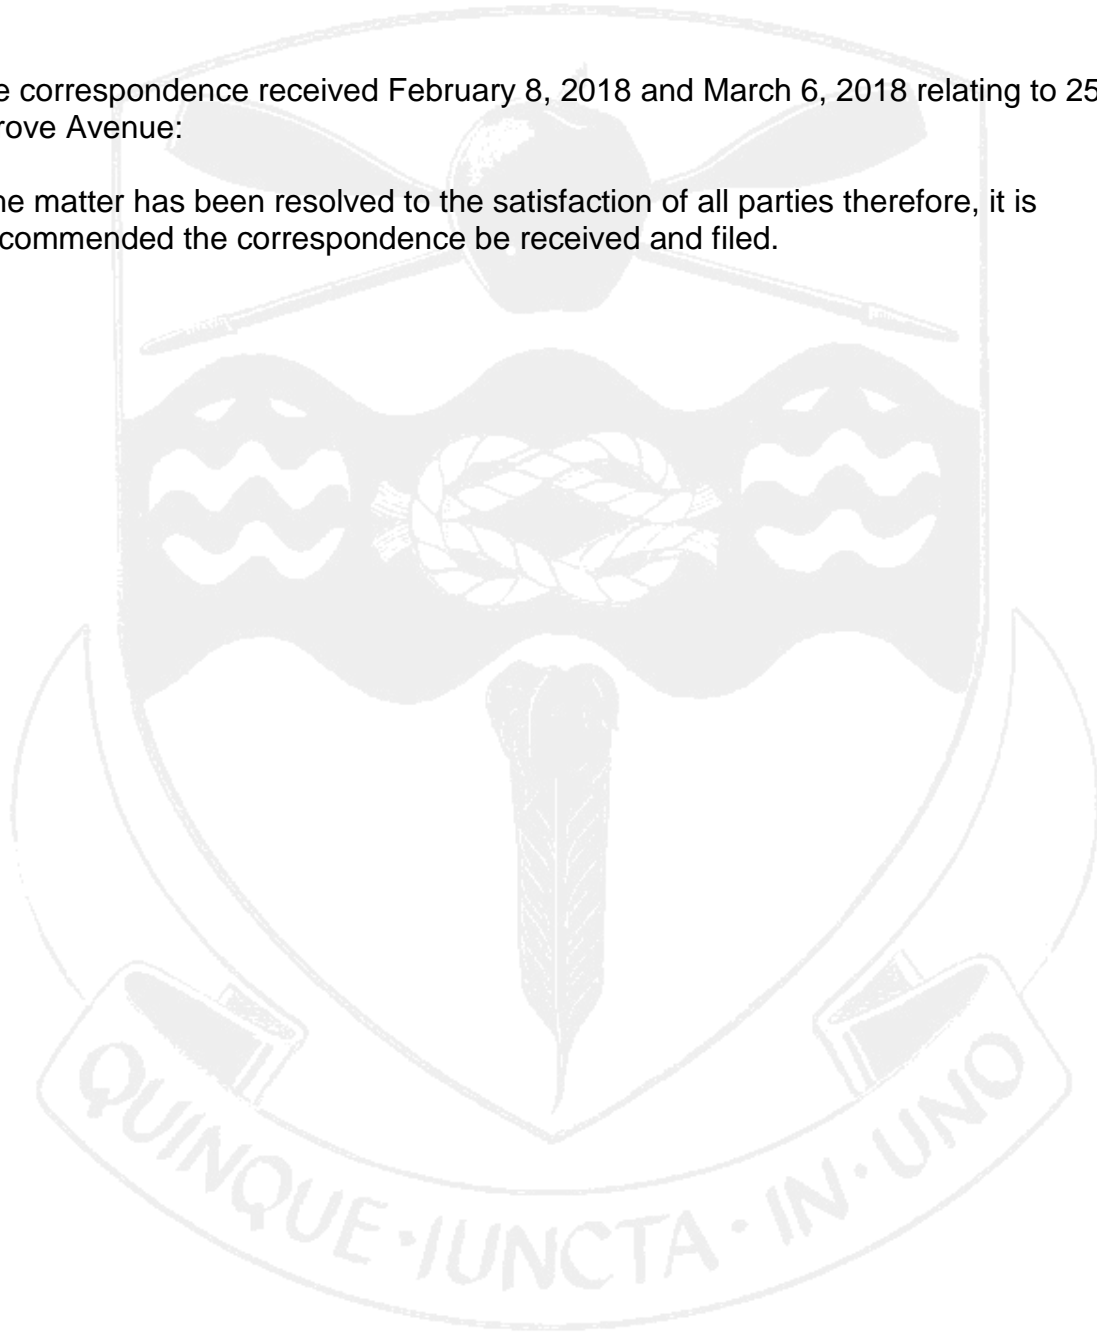 e correspondence received February 8, 2018 and March 6, 2018 relating to 25
rove Avenue:
he matter has been resolved to the satisfaction of all parties therefore, it is
commended the correspondence be received and filed.
QUINQUE · IUNCTA · IN · UNO